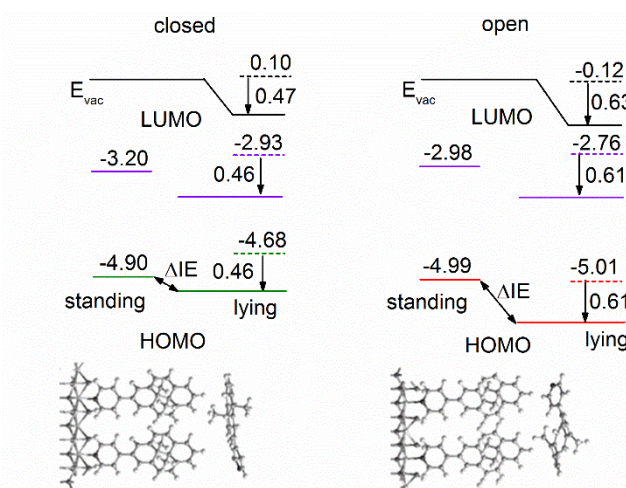 closed
0.10
E_vac
0.47
LUMO
-2.93
-3.20
0.46
-4.68
-4.90
ΔIE
0.46
standing
lying
HOMO
open
-0.12
E_vac
0.63
LUMO
-2.76
-2.98
0.61
-4.99
-5.01
ΔIE
0.61
standing
lying
HOMO